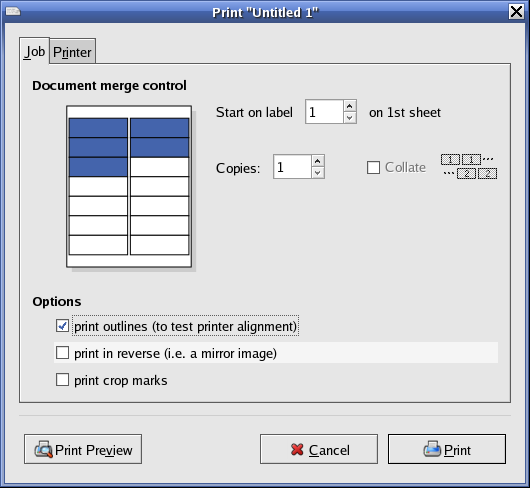 Print "Untitled 1"
Job Printer
Document merge control
Start on label 1 on 1st sheet
Copies: 1 Collate 1 1 ...
... 2 2
Options
print outlines (to test printer alignment)
print in reverse (i.e. a mirror image)
print crop marks
Print Preview Cancel Print